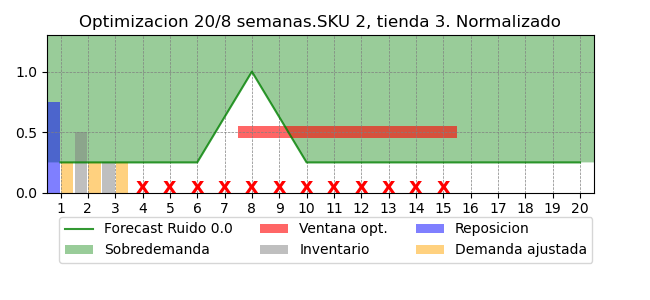 Optimizacion 20/8 semanas.SKU 2, tienda 3. Normalizado
1.0
0.5
0.0
X X X X X X X X X X X X
1 2 3 4 5 6 7 8 9 10 11 12 13 14 15 16 17 18 19 20
Forecast Ruido 0.0 Ventana opt. Reposicion
Sobredemanda Inventario Demanda ajustada